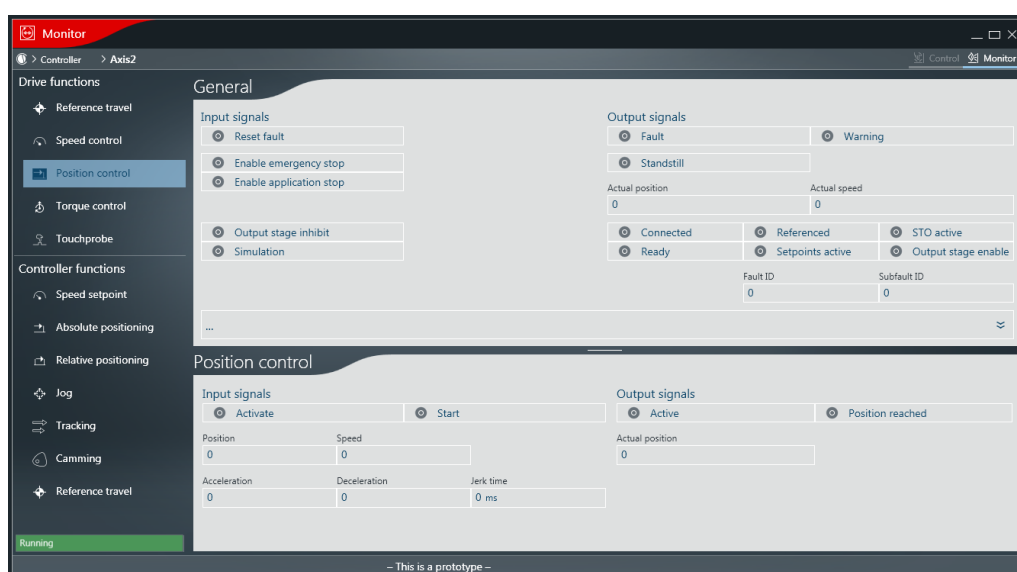 Monitor
> Controller > Axis2
Control Monitor
Drive functions
Reference travel
Speed control
Position control
Torque control
Touchprobe
Controller functions
Speed setpoint
Absolute positioning
Relative positioning
Jog
Tracking
Camming
Reference travel
Running
General
Input signals
Reset fault
Enable emergency stop
Enable application stop
Output stage inhibit
Simulation
Output signals
Fault Warning
Standstill
Actual position Actual speed
0 0
Connected Referenced STO active
Ready Setpoints active Output stage enable
Fault ID Subfault ID
0 0
...
Position control
Input signals
Activate Start
Position Speed
0 0
Acceleration Deceleration Jerk time
0 0 0 ms
Output signals
Active Position reached
Actual position
0
– This is a prototype –